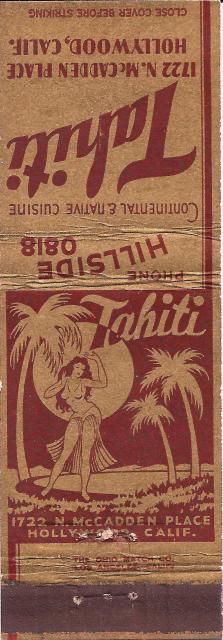 CLOSE COVER BEFORE STRIKING
1722 N. McCADDEN PLACE
HOLLYWOOD, CALIF.
Tahiti
CONTINENTAL & NATIVE CUISINE
PHONE
HILLSIDE
0818
Tahiti
1722 N. McCADDEN PLACE
HOLLYWOOD, CALIF.